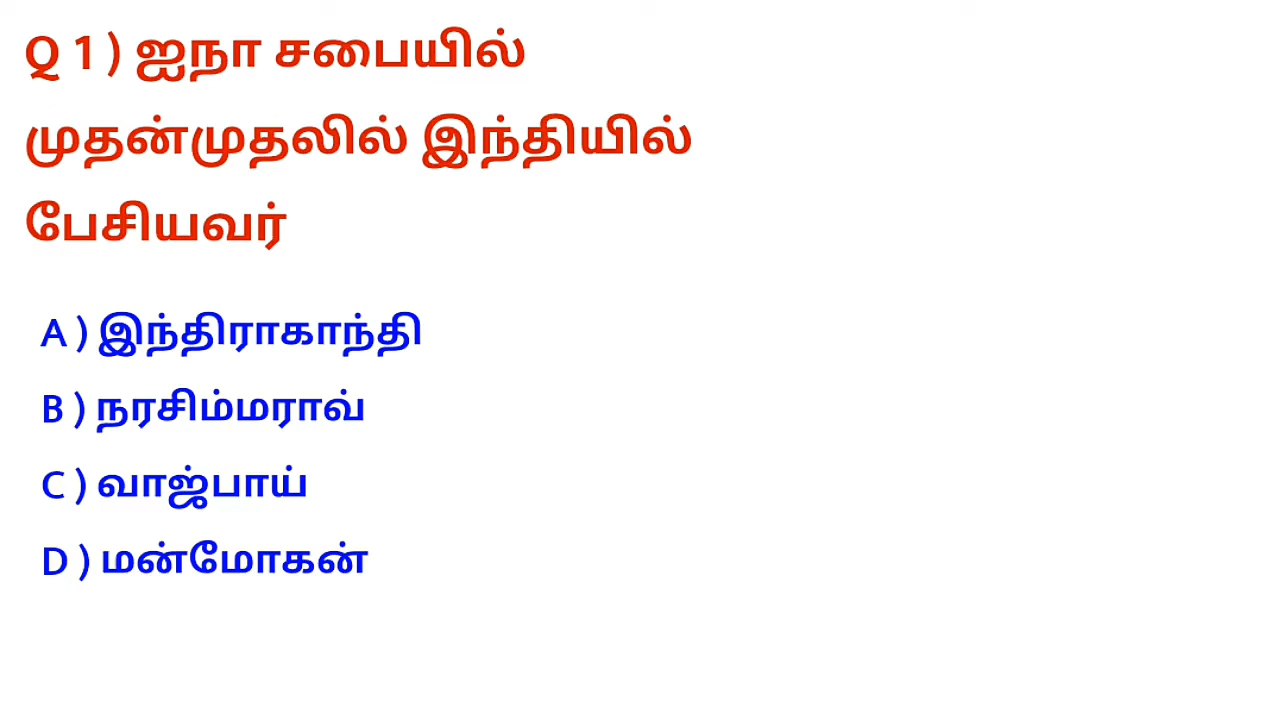 Q 1 ) ஐநா சபையில்
முதன்முதலில் இந்தியில்
பேசியவர்
A ) இந்திராகாந்தி
B ) நரசிம்மராவ்
C ) வாஜ்பாய்
D ) மன்மோகன்